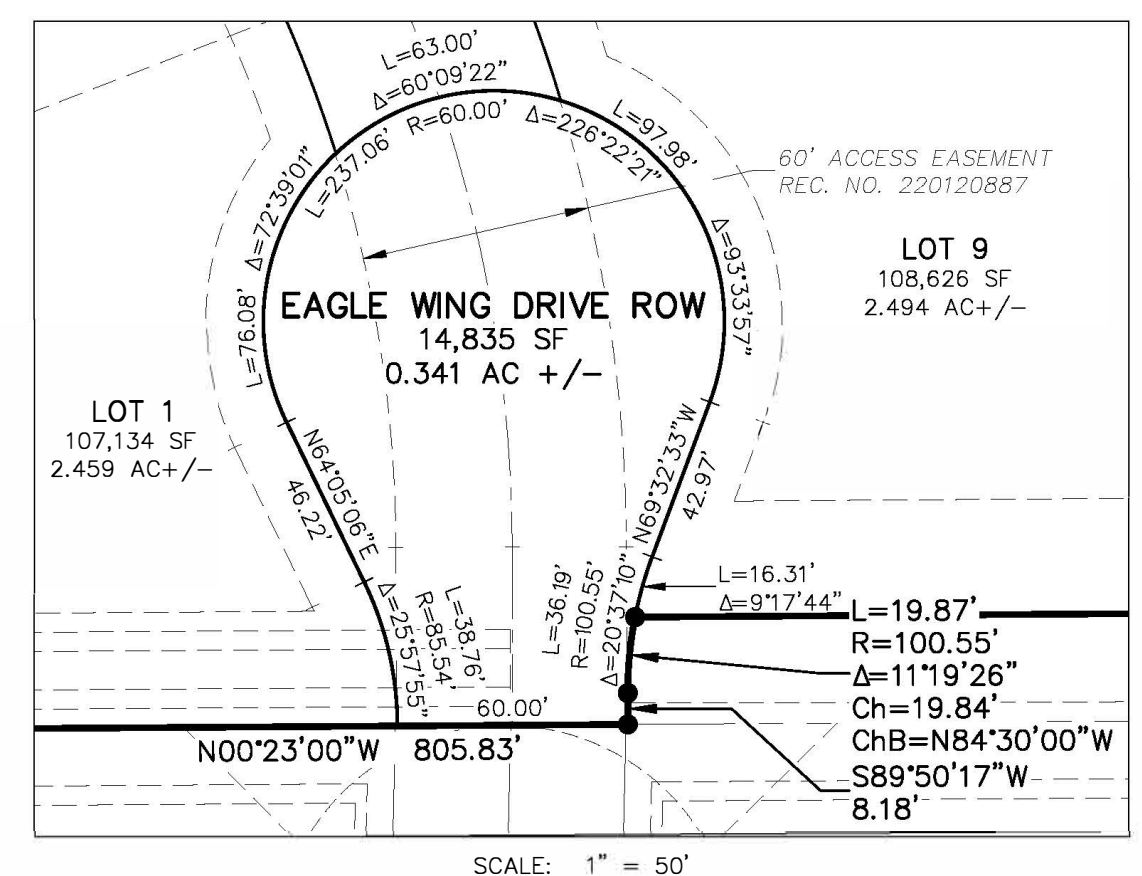 L=63.00'
Δ=60°09'22"
R=60.00'
Δ=226°22'21"
L=237.06'
L=97.98'
Δ=72°39'01"
L=76.08'
Δ=93°33'57"
60' ACCESS EASEMENT
REC. NO. 220120887
LOT 9
108,626 SF
2.494 AC+/-
EAGLE WING DRIVE ROW
14,835 SF
0.341 AC +/-
LOT 1
107,134 SF
2.459 AC+/-
N64°05'06"E
46.22'
N69°32'33"W
42.97'
Δ=25°57'55"
R=85.54'
L=38.76'
L=36.19'
R=100.55'
Δ=20°37'10"
L=16.31'
Δ=9°17'44"
L=19.87'
R=100.55'
Δ=11°19'26"
Ch=19.84'
ChB=N84°30'00"W
S89°50'17"W
8.18'
60.00'
N00°23'00"W 805.83'
SCALE: 1" = 50'